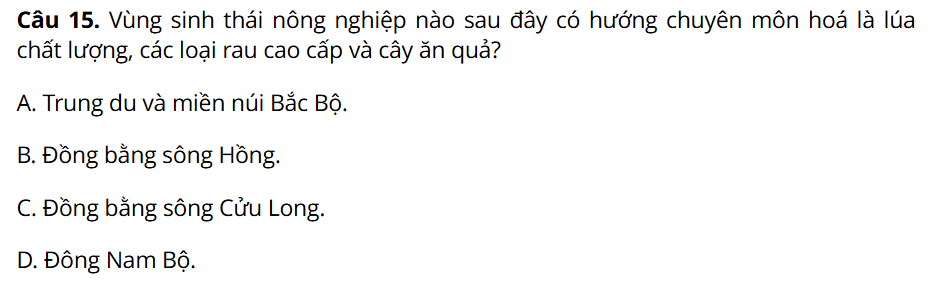 Câu 15. Vùng sinh thái nông nghiệp nào sau đây có hướng chuyên môn hoá là lúa
chất lượng, các loại rau cao cấp và cây ăn quả?
A. Trung du và miền núi Bắc Bộ.
B. Đồng bằng sông Hồng.
C. Đồng bằng sông Cửu Long.
D. Đông Nam Bộ.